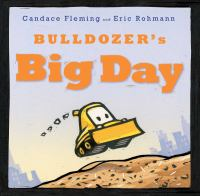 Candace Fleming and Eric Rohmann
BULLDOZER's
Big Day